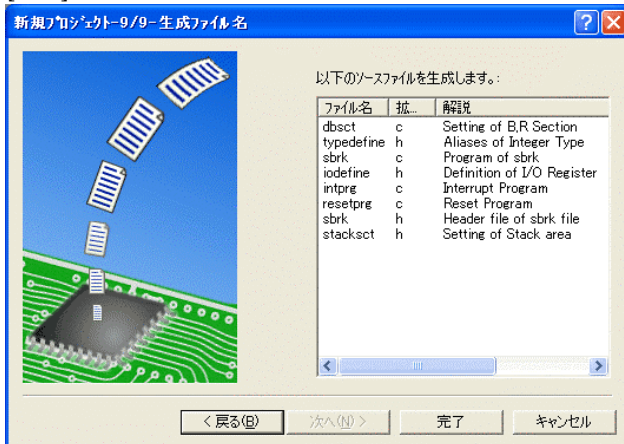 新規プロジェクト-9/9-生成ファイル名
以下のソースファイルを生成します。:
ファイル名 拡... 解説
dbsct c Setting of B,R Section
typedefine h Aliases of Integer Type
sbrk c Program of sbrk
iodefine h Definition of I/O Register
intprg c Interrupt Program
resetprg c Reset Program
sbrk h Header file of sbrk file
stacksct h Setting of Stack area
< 戻る(B) 次へ(N) > 完了 キャンセル